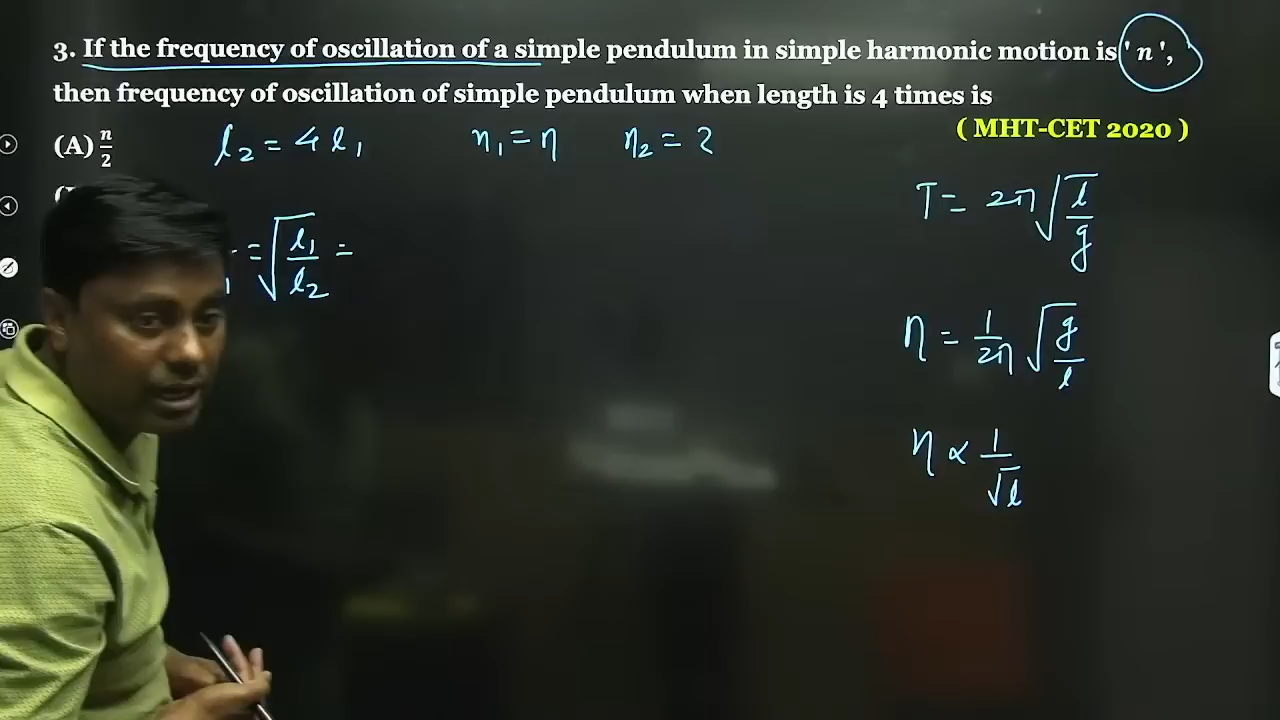 3. If the frequency of oscillation of a simple pendulum in simple harmonic motion is 'n',
then frequency of oscillation of simple pendulum when length is 4 times is
( MHT-CET 2020 )
(A) n/2
l₂ = 4 l₁ n₁ = n n₂ = ?
= √(l₁/l₂) =
T = 2π √(l/g)
n = 1/2π √(g/l)
n ∝ 1/√l